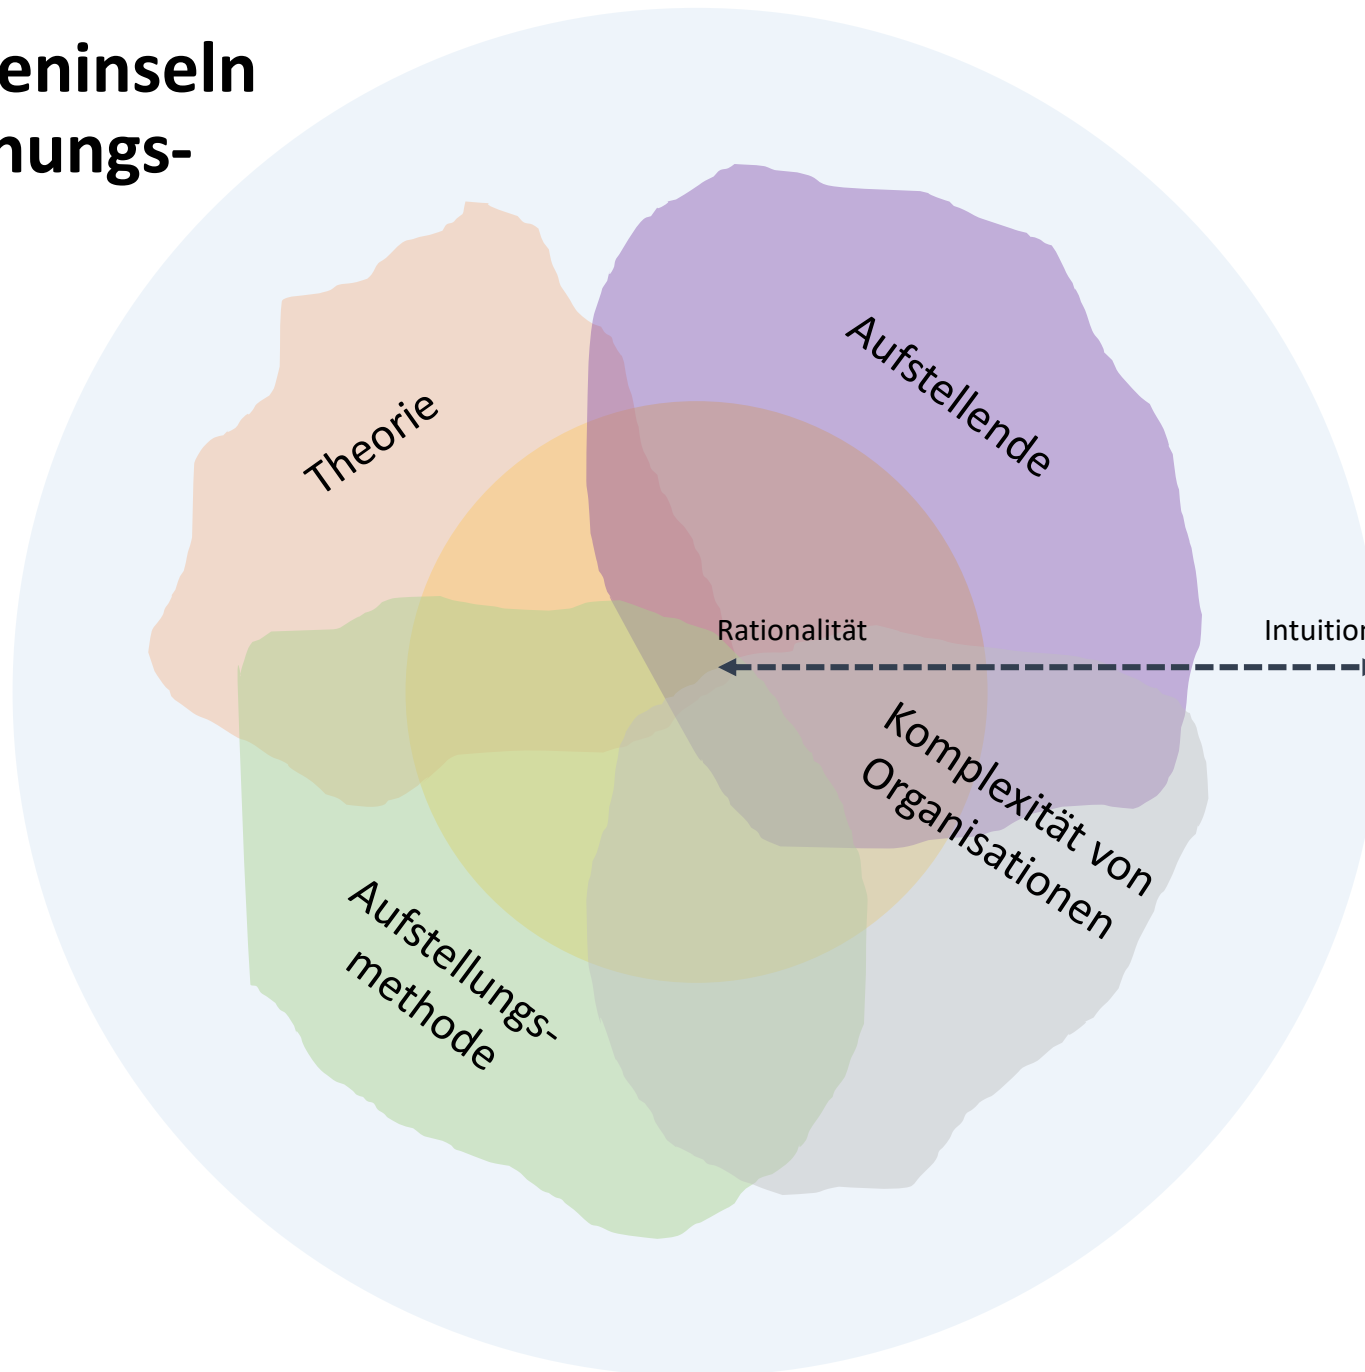 eninseln
nungs-
Aufstellende
Theorie
Rationalität
Intuition
Komplexität von
Organisationen
Aufstellungs-
methode